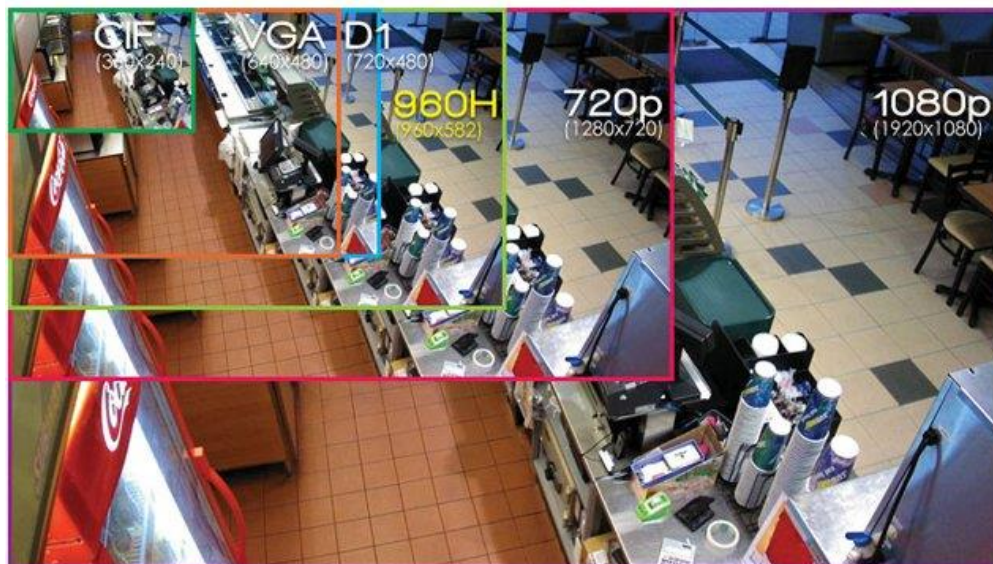 CIF
(360x240)
VGA
(640x480)
D1
(720x480)
960H
(960x582)
720p
(1280x720)
1080p
(1920x1080)